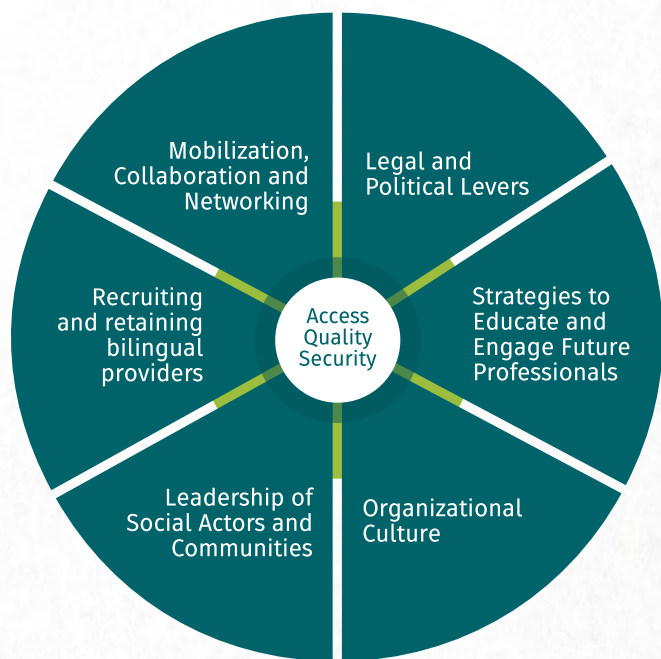 Mobilization,
Collaboration and
Networking
Legal and
Political Levers
Recruiting
and retaining
bilingual
providers
Access
Quality
Security
Strategies to
Educate and
Engage Future
Professionals
Leadership of
Social Actors and
Communities
Organizational
Culture